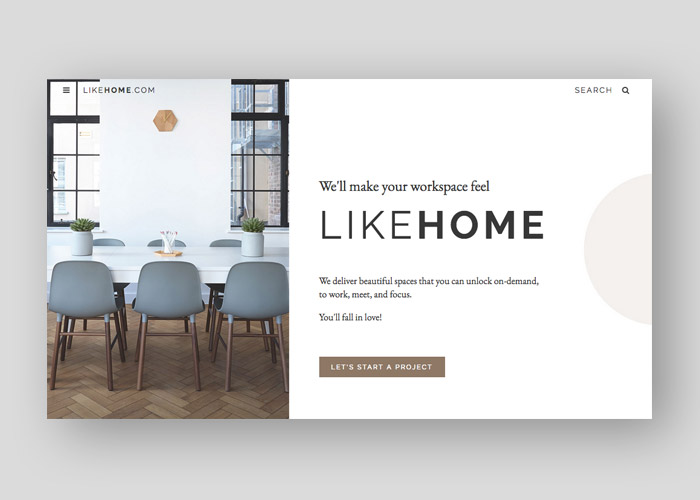 LIKEHOME.COM
SEARCH
We'll make your workspace feel
LIKEHOME
We deliver beautiful spaces that you can unlock on-demand,
to work, meet, and focus.
You'll fall in love!
LET'S START A PROJECT